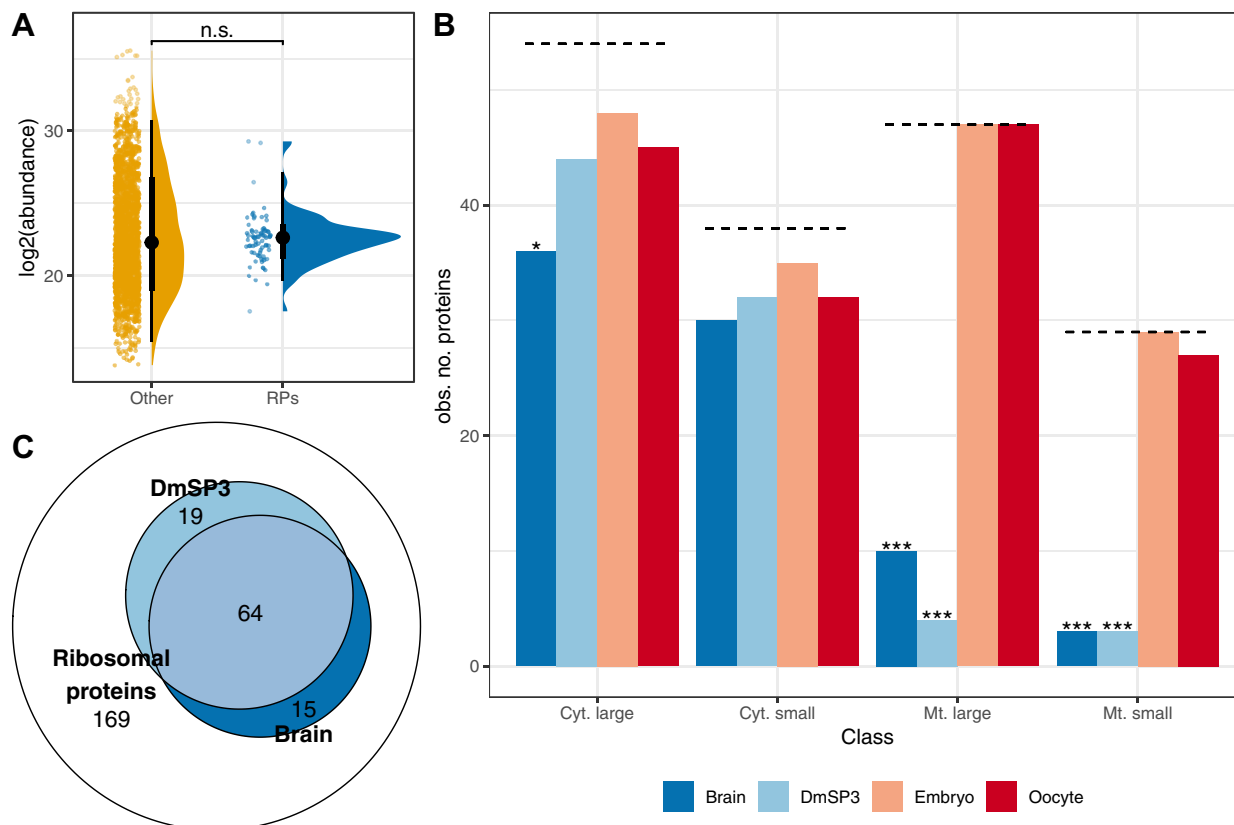 A
n.s.
log2(abundance)
30
20
Other
RPs
B
obs. no. proteins
40
20
0
*
***
***
***
***
Cyt. large
Cyt. small
Mt. large
Mt. small
Class
Brain
DmSP3
Embryo
Oocyte
C
DmSP3
19
64
Ribosomal
proteins
169
15
Brain